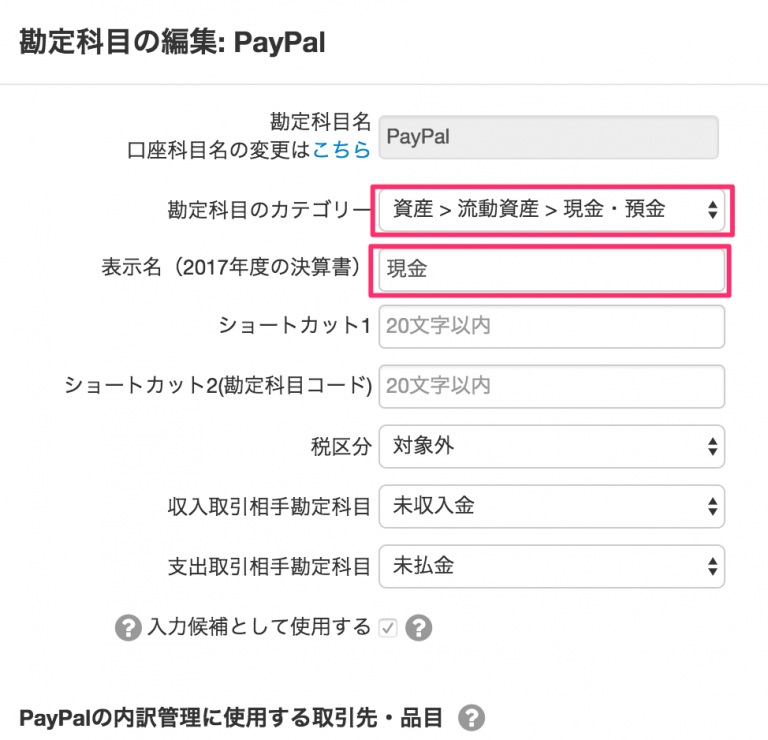 勘定科目の編集: PayPal
勘定科目名
口座科目名の変更はこちら
PayPal
勘定科目のカテゴリー 資産 > 流動資産 > 現金・預金
表示名（2017年度の決算書） 現金
ショートカット1 20文字以内
ショートカット2(勘定科目コード) 20文字以内
税区分 対象外
収入取引相手勘定科目 未収入金
支出取引相手勘定科目 未払金
? 入力候補として使用する ?
PayPalの内訳管理に使用する取引先・品目 ?